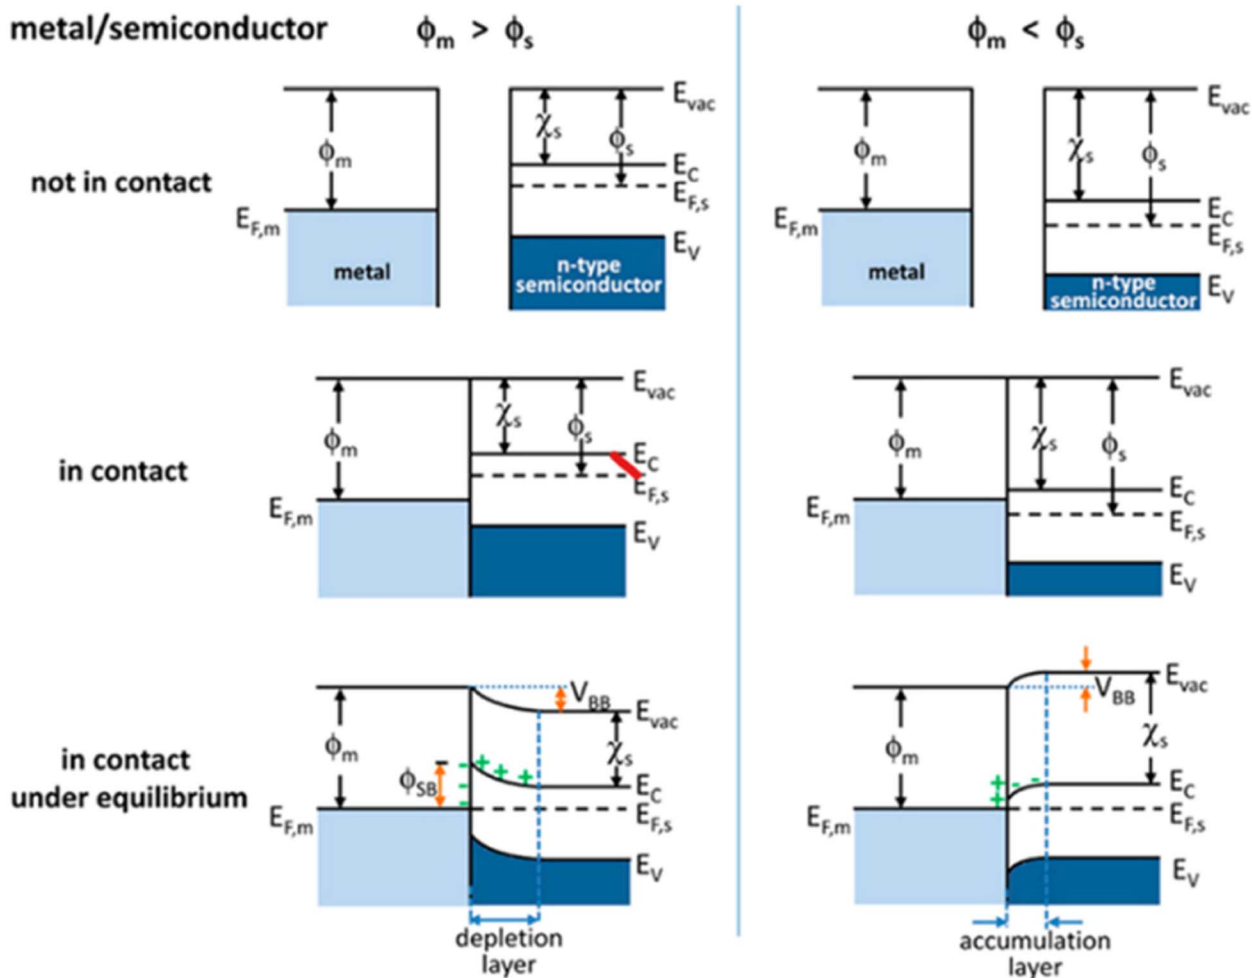 metal/semiconductor
ϕm > ϕs
ϕm < ϕs
not in contact
ϕm
EF,m
metal
χs
ϕs
Evac
EC
EF,s
EV
n-type
semiconductor
ϕm
EF,m
metal
χs
ϕs
Evac
EC
EF,s
EV
n-type
semiconductor
in contact
ϕm
EF,m
χs
ϕs
Evac
EC
EF,s
EV
ϕm
EF,m
χs
ϕs
Evac
EC
EF,s
EV
in contact
under equilibrium
ϕm
ϕSB
EF,m
VBB
Evac
χs
EC
EF,s
EV
- + + +
-
-
depletion
layer
ϕm
EF,m
VBB
Evac
χs
EC
EF,s
EV
+ - -
+
accumulation
layer